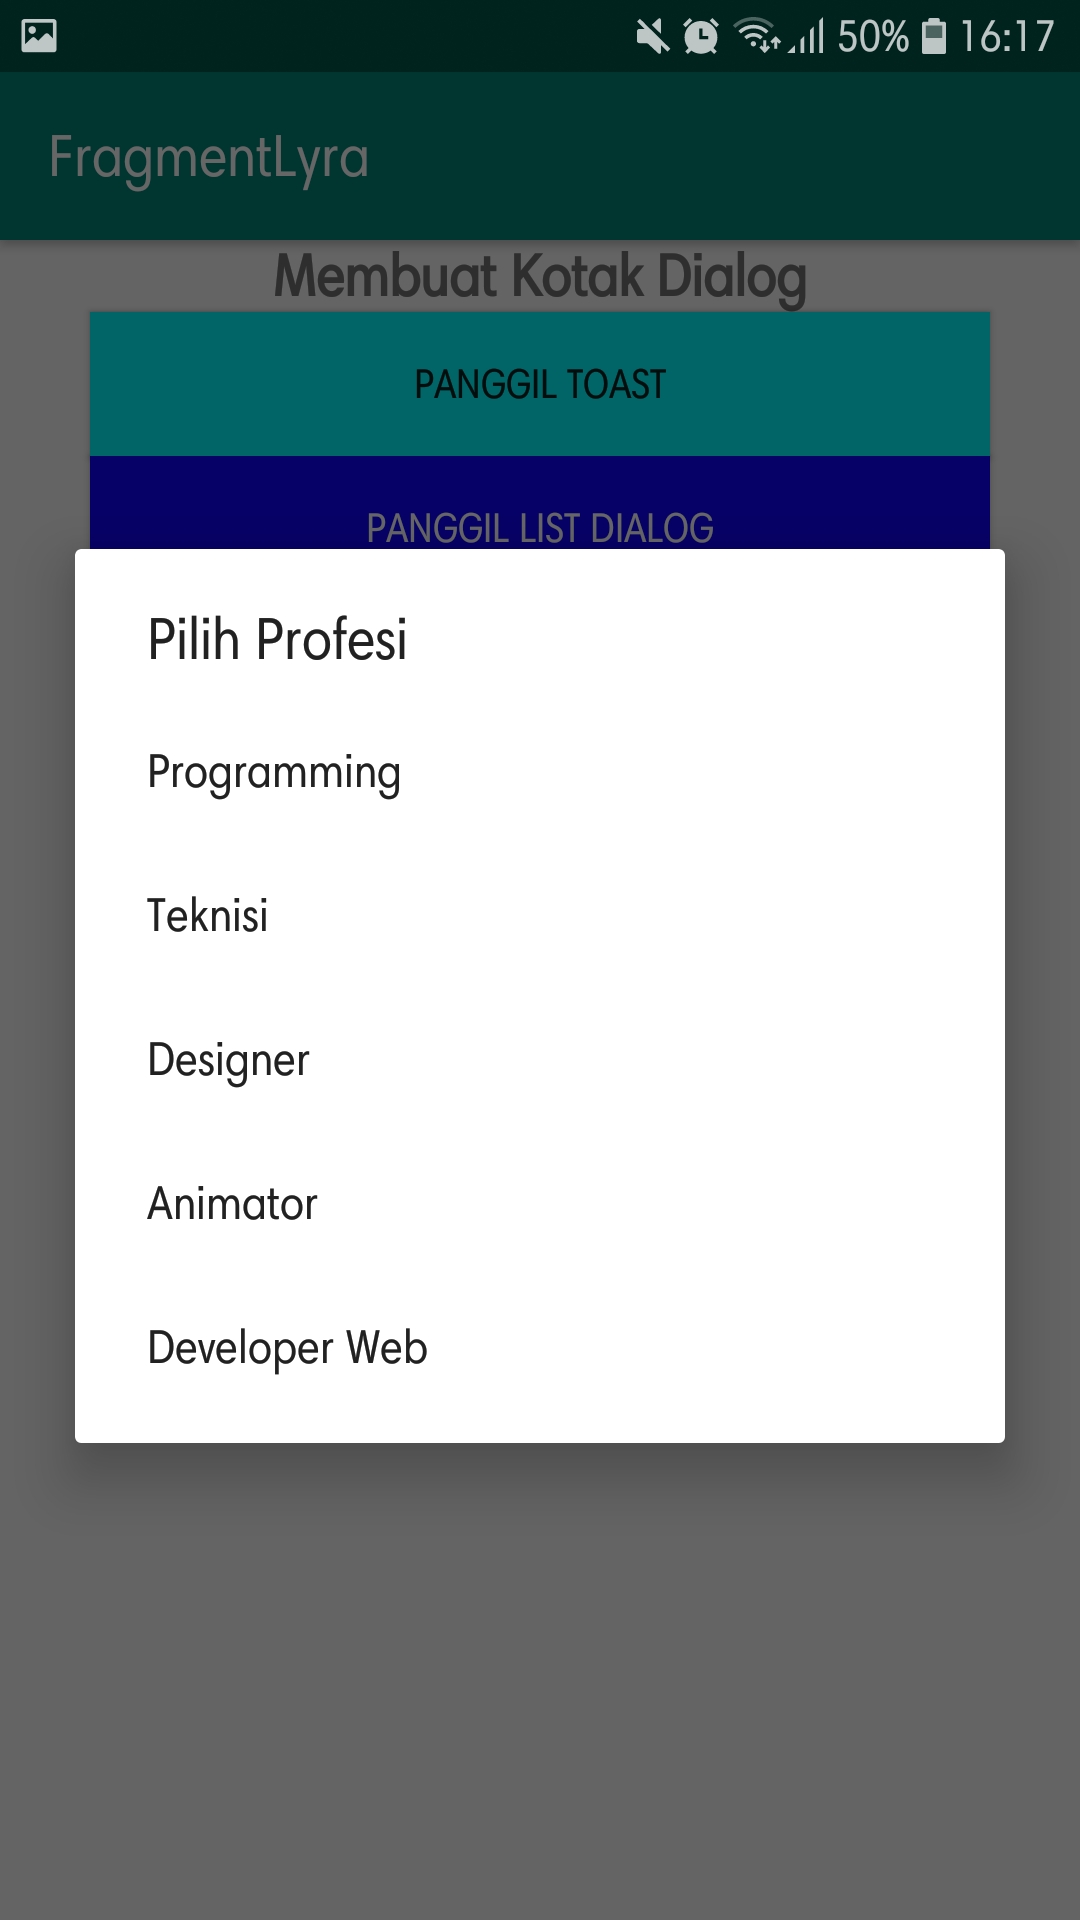 50% 16:17
FragmentLyra
Membuat Kotak Dialog
PANGGIL TOAST
PANGGIL LIST DIALOG
Pilih Profesi
Programming
Teknisi
Designer
Animator
Developer Web